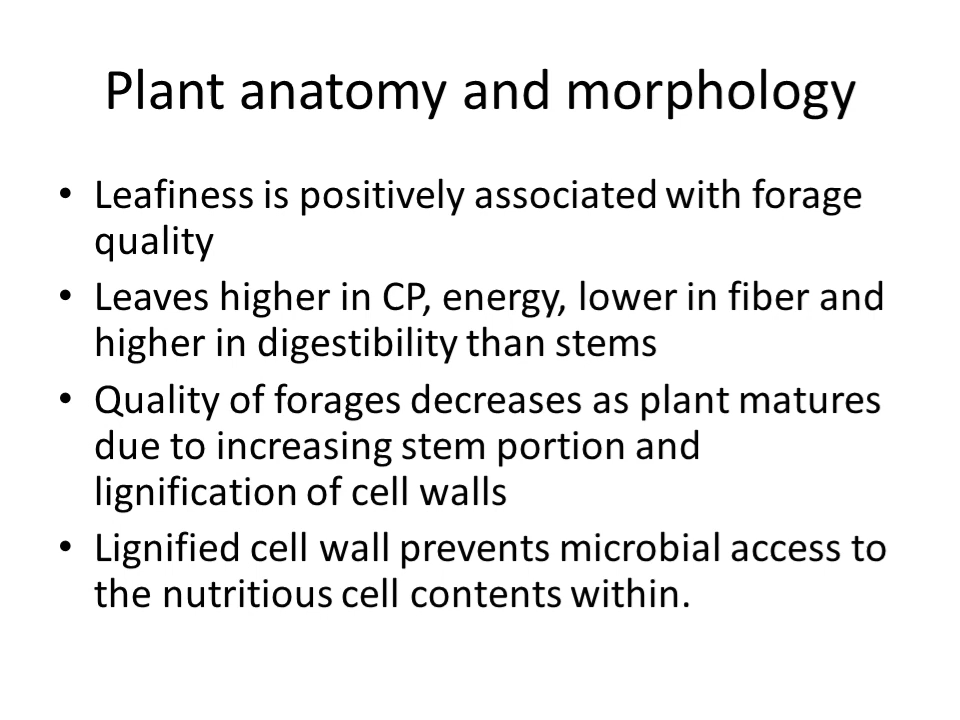 Plant anatomy and morphology
• Leafiness is positively associated with forage
quality
• Leaves higher in CP, energy, lower in fiber and
higher in digestibility than stems
• Quality of forages decreases as plant matures
due to increasing stem portion and
lignification of cell walls
• Lignified cell wall prevents microbial access to
the nutritious cell contents within.